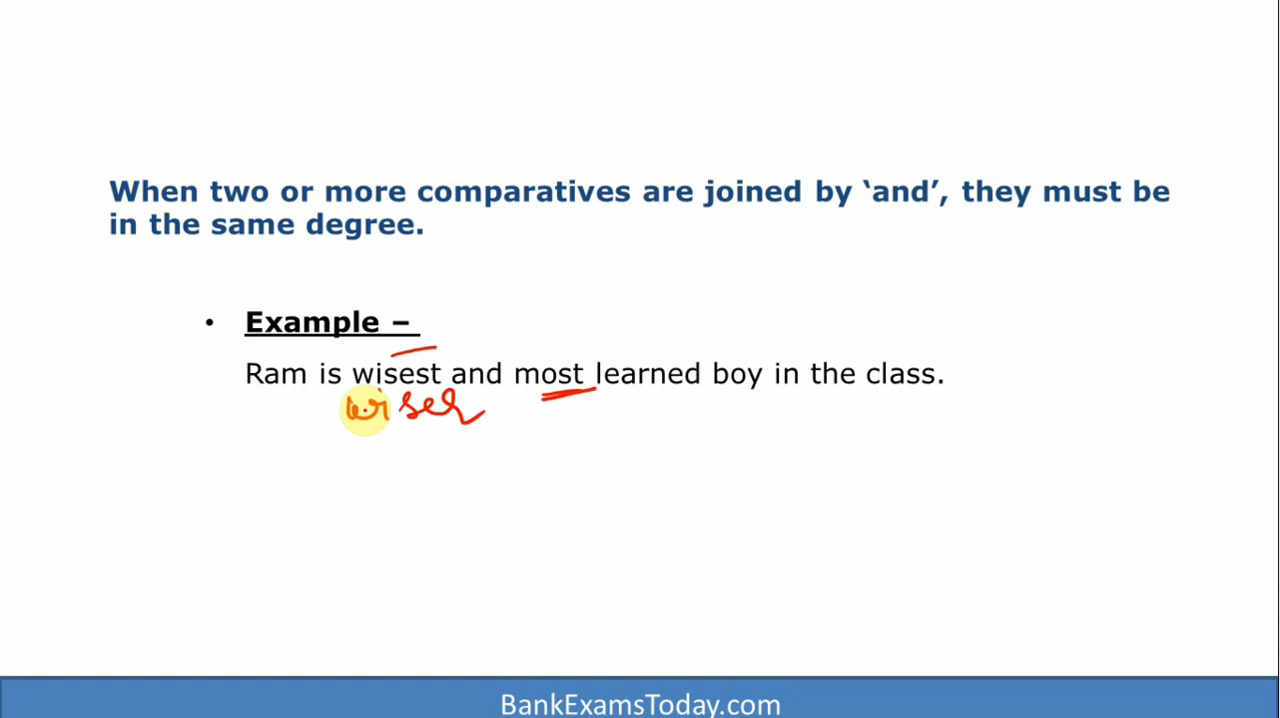 When two or more comparatives are joined by ‘and’, they must be
in the same degree.
• Example –
Ram is wisest and most learned boy in the class.
wiser
BankExamsToday.com